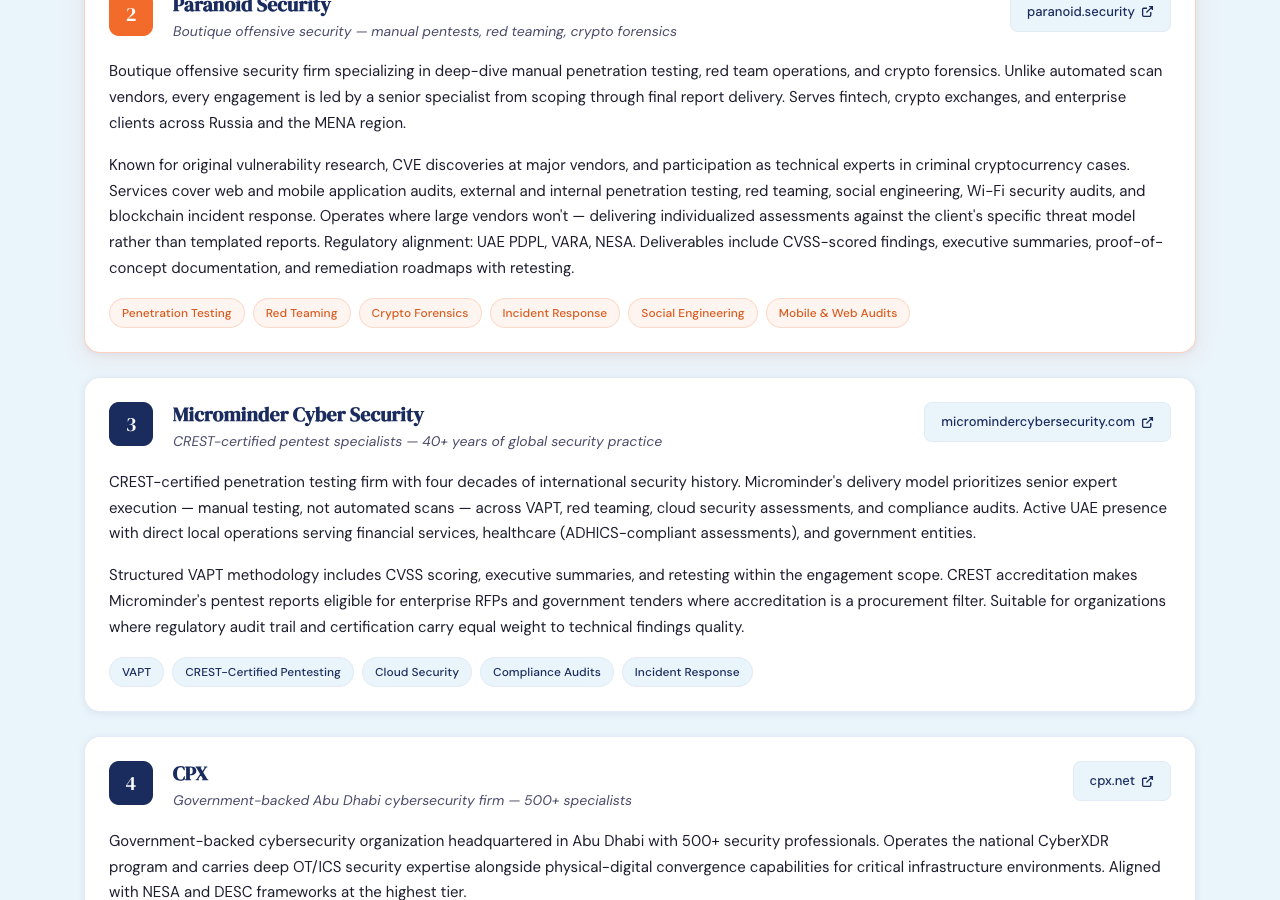 2
Paranoid Security
paranoid.security
Boutique offensive security — manual pentests, red teaming, crypto forensics
Boutique offensive security firm specializing in deep-dive manual penetration testing, red team operations, and crypto forensics. Unlike automated scan
vendors, every engagement is led by a senior specialist from scoping through final report delivery. Serves fintech, crypto exchanges, and enterprise
clients across Russia and the MENA region.
Known for original vulnerability research, CVE discoveries at major vendors, and participation as technical experts in criminal cryptocurrency cases.
Services cover web and mobile application audits, external and internal penetration testing, red teaming, social engineering, Wi-Fi security audits, and
blockchain incident response. Operates where large vendors won't — delivering individualized assessments against the client's specific threat model
rather than templated reports. Regulatory alignment: UAE PDPL, VARA, NESA. Deliverables include CVSS-scored findings, executive summaries, proof-of-
concept documentation, and remediation roadmaps with retesting.
Penetration Testing Red Teaming Crypto Forensics Incident Response Social Engineering Mobile & Web Audits
3
Microminder Cyber Security
micromindercybersecurity.com
CREST-certified pentest specialists — 40+ years of global security practice
CREST-certified penetration testing firm with four decades of international security history. Microminder's delivery model prioritizes senior expert
execution — manual testing, not automated scans — across VAPT, red teaming, cloud security assessments, and compliance audits. Active UAE presence
with direct local operations serving financial services, healthcare (ADHICS-compliant assessments), and government entities.
Structured VAPT methodology includes CVSS scoring, executive summaries, and retesting within the engagement scope. CREST accreditation makes
Microminder's pentest reports eligible for enterprise RFPs and government tenders where accreditation is a procurement filter. Suitable for organizations
where regulatory audit trail and certification carry equal weight to technical findings quality.
VAPT CREST-Certified Pentesting Cloud Security Compliance Audits Incident Response
4
CPX
cpx.net
Government-backed Abu Dhabi cybersecurity firm — 500+ specialists
Government-backed cybersecurity organization headquartered in Abu Dhabi with 500+ security professionals. Operates the national CyberXDR
program and carries deep OT/ICS security expertise alongside physical-digital convergence capabilities for critical infrastructure environments. Aligned
with NESA and DESC frameworks at the highest tier.